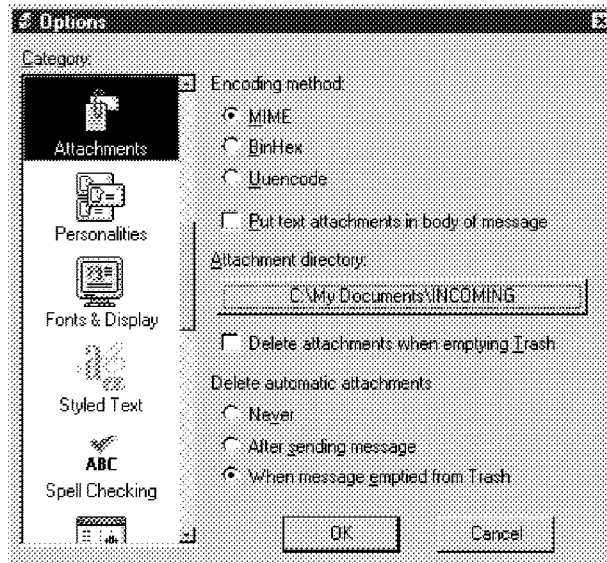 Options
Category:
Attachments
Personalities
Fonts & Display
Styled Text
ABC
Spell Checking
Encoding method:
MIME
BinHex
Uuencode
Put text attachments in body of message
Attachment directory:
C:\My Documents\INCOMING
Delete attachments when emptying Trash
Delete automatic attachments
Never
After sending message
When message emptied from Trash
OK
Cancel